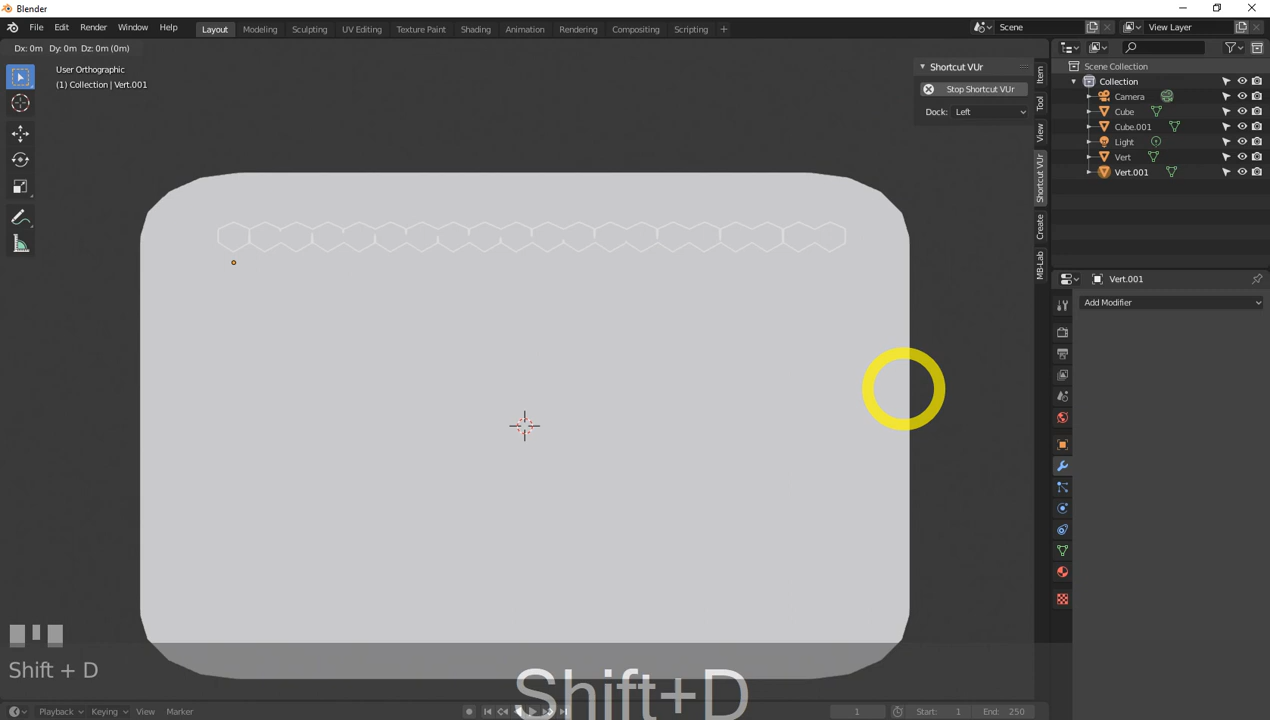 Blender
File Edit Render Window Help Layout Modeling Sculpting UV Editing Texture Paint Shading Animation Rendering Compositing Scripting + Scene View Layer
Dx: 0m Dy: 0m Dz: 0m (0m)
User Orthographic
(1) Collection | Vert.001
Shortcut VUr
Stop Shortcut VUr
Dock: Left
Item
Tool
View
Shortcut VUr
Create
MB-Lab
Scene Collection
Collection
Camera
Cube
Cube.001
Light
Vert
Vert.001
Vert.001
Add Modifier
Shift + D
Shift+D
Playback Keying View Marker 1 Start: 1 End: 250